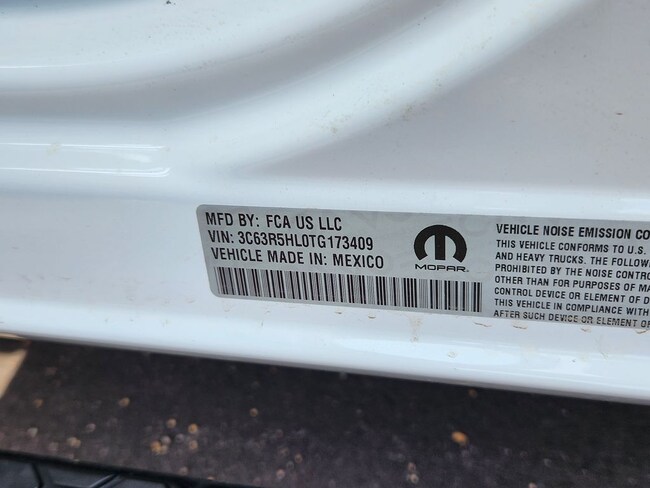 MFD BY: FCA US LLC
VIN: 3C63R5HL0TG173409
VEHICLE MADE IN: MEXICO
MOPAR
VEHICLE NOISE EMISSION CO
THIS VEHICLE CONFORMS TO U.S.
AND HEAVY TRUCKS. THE FOLLOW
PROHIBITED BY THE NOISE CONTRO
OTHER THAN FOR PURPOSES OF MA
CONTROL DEVICE OR ELEMENT OF D
THIS VEHICLE IN COMPLIANCE WITH
AFTER SUCH DEVICE OR ELEMENT OF